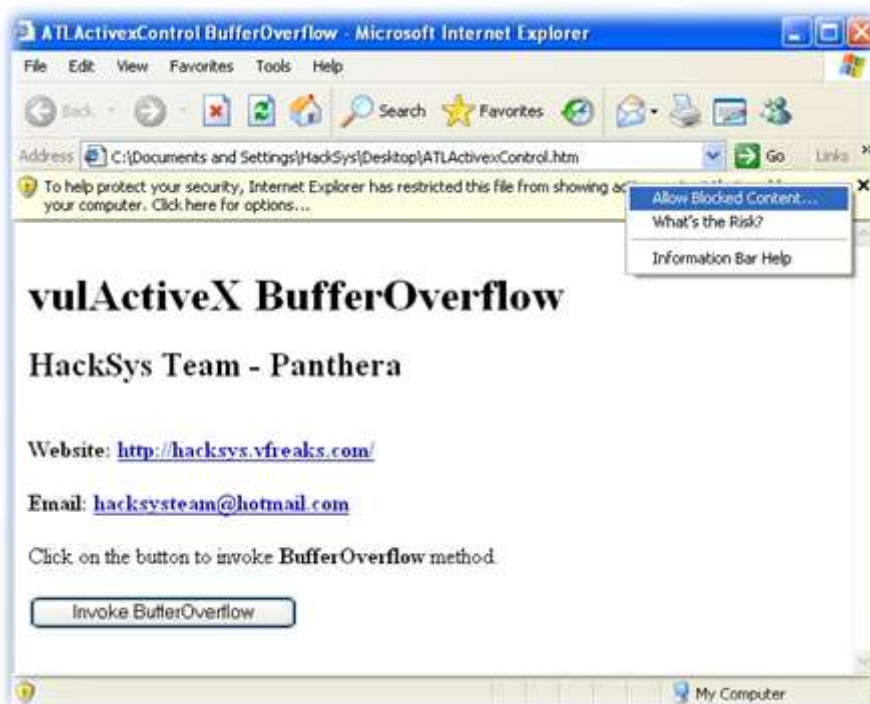 ATLActivexControl BufferOverflow - Microsoft Internet Explorer
File Edit View Favorites Tools Help
Back Search Favorites
Address C:\Documents and Settings\HackSys\Desktop\ATLActivexControl.htm Go Links »
To help protect your security, Internet Explorer has restricted this file from showing
your computer. Click here for options...
Allow Blocked Content...
What's the Risk?
Information Bar Help
vulActiveX BufferOverflow
HackSys Team - Panthera
Website: http://hacksys.vfreaks.com/
Email: hacksysteam@hotmail.com
Click on the button to invoke BufferOverflow method.
Invoke BufferOverflow
My Computer